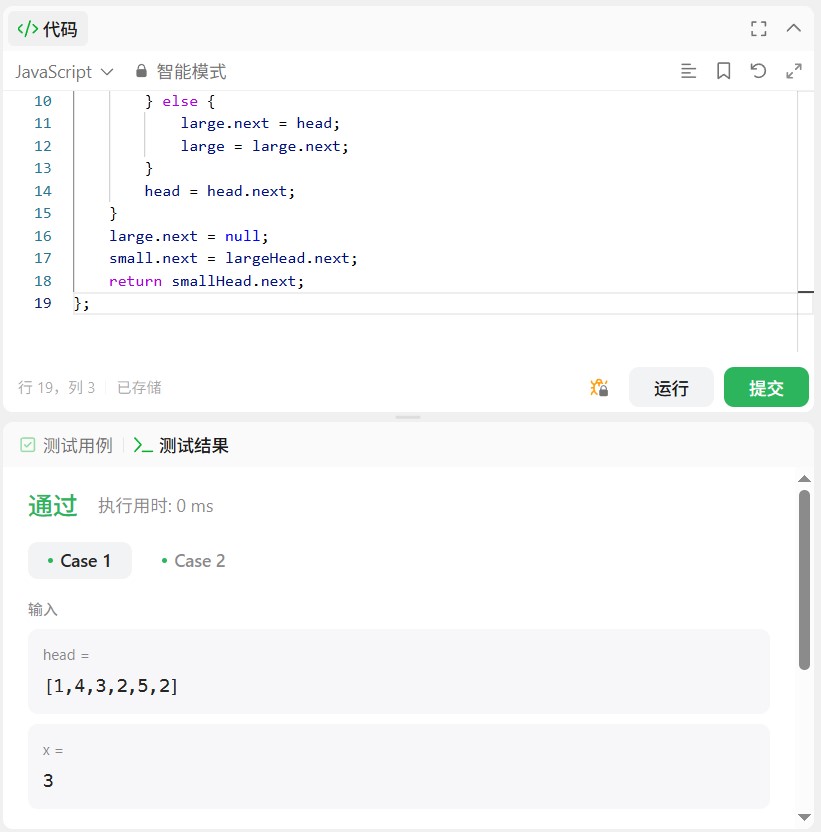 </> 代码
JavaScript 智能模式
10 } else {
11 large.next = head;
12 large = large.next;
13 }
14 head = head.next;
15 }
16 large.next = null;
17 small.next = largeHead.next;
18 return smallHead.next;
19 };
行 19，列 3 已存储 运行 提交
测试用例 测试结果
通过 执行用时: 0 ms
Case 1 Case 2
输入
head =
[1,4,3,2,5,2]
x =
3